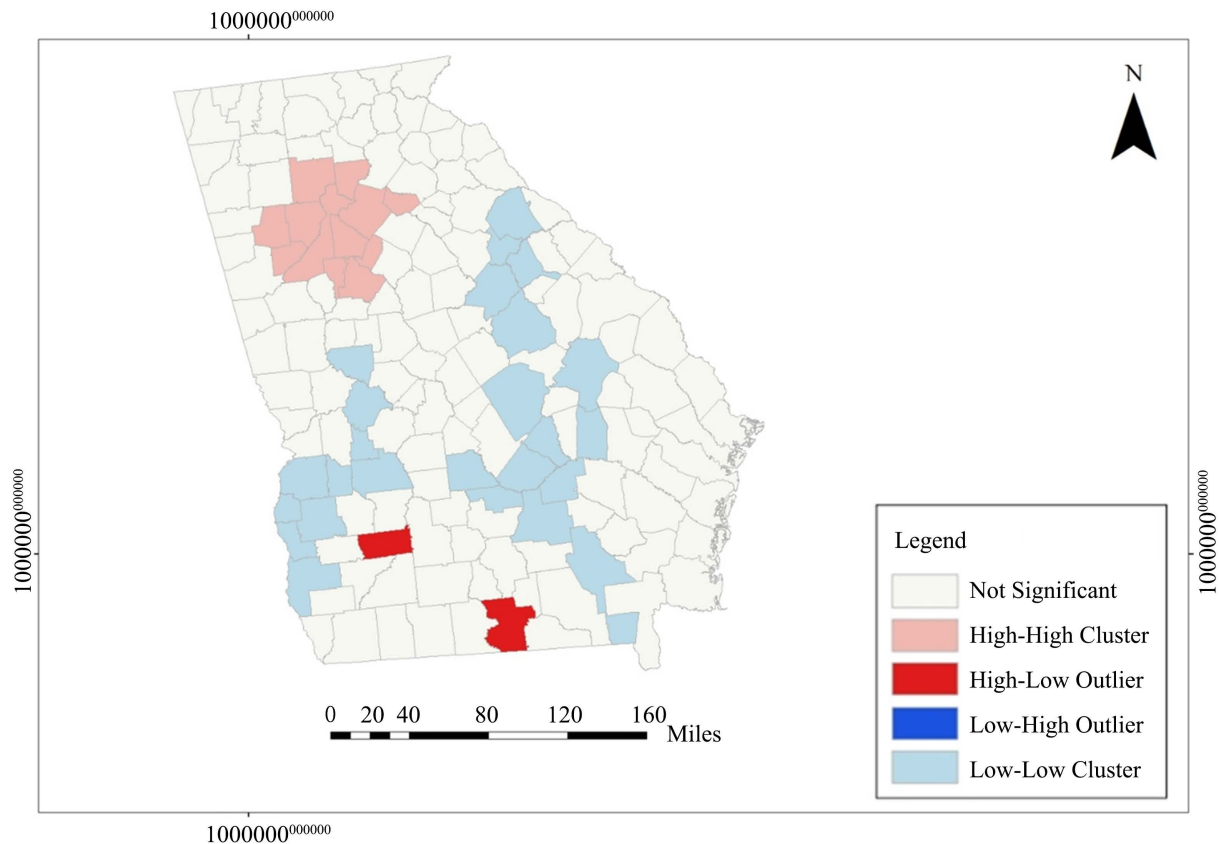 1000000000000
N
1000000000000
1000000000000
Legend
Not Significant
High-High Cluster
High-Low Outlier
Low-High Outlier
Low-Low Cluster
0 20 40 80 120 160
Miles
1000000000000